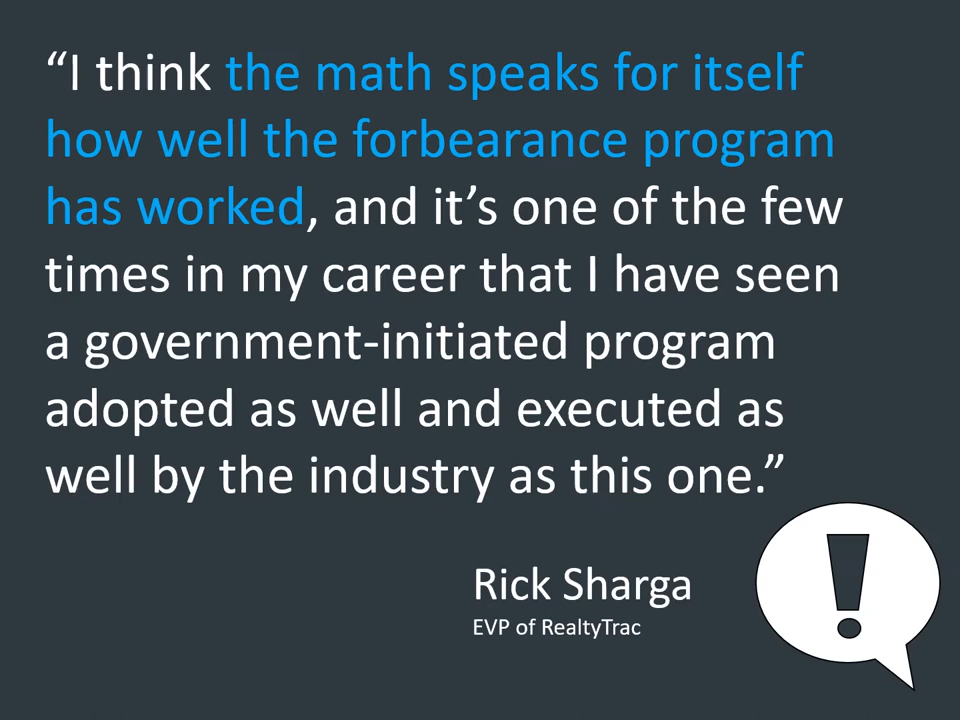 “I think the math speaks for itself
how well the forbearance program
has worked, and it’s one of the few
times in my career that I have seen
a government-initiated program
adopted as well and executed as
well by the industry as this one.”
Rick Sharga
EVP of RealtyTrac
!